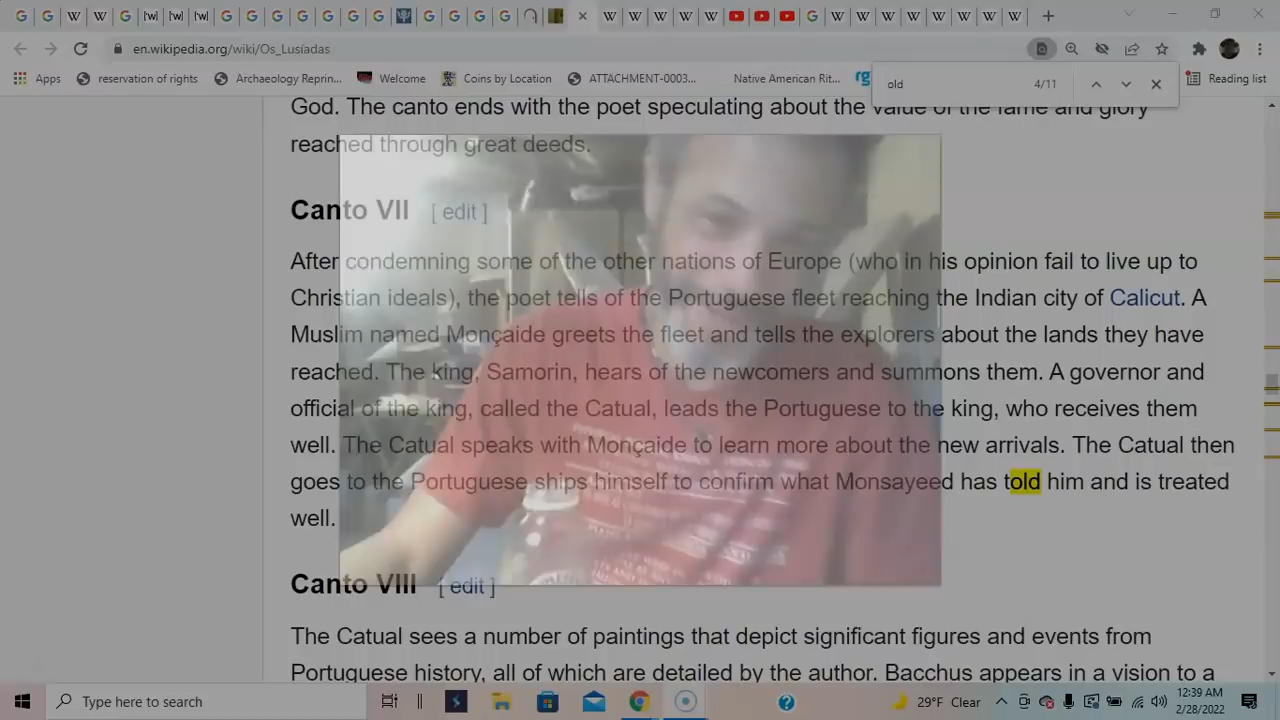 en.wikipedia.org/wiki/Os_Lusíadas
Apps reservation of rights Archaeology Reprin... Welcome Coins by Location ATTACHMENT-0003... Native American Rit... rg Reading list
old 4/11
God. The canto ends with the poet speculating about the value of the fame and glory
reached through great deeds.
Canto VII [ edit ]
After condemning some of the other nations of Europe (who in his opinion fail to live up to
Christian ideals), the poet tells of the Portuguese fleet reaching the Indian city of Calicut. A
Muslim named Monçaide greets the fleet and tells the explorers about the lands they have
reached. The king, Samorin, hears of the newcomers and summons them. A governor and
official of the king, called the Catual, leads the Portuguese to the king, who receives them
well. The Catual speaks with Monçaide to learn more about the new arrivals. The Catual then
goes to the Portuguese ships himself to confirm what Monsayeed has told him and is treated
well.
Canto VIII [ edit ]
The Catual sees a number of paintings that depict significant figures and events from
Portuguese history, all of which are detailed by the author. Bacchus appears in a vision to a
Type here to search
29°F Clear
12:39 AM
2/28/2022